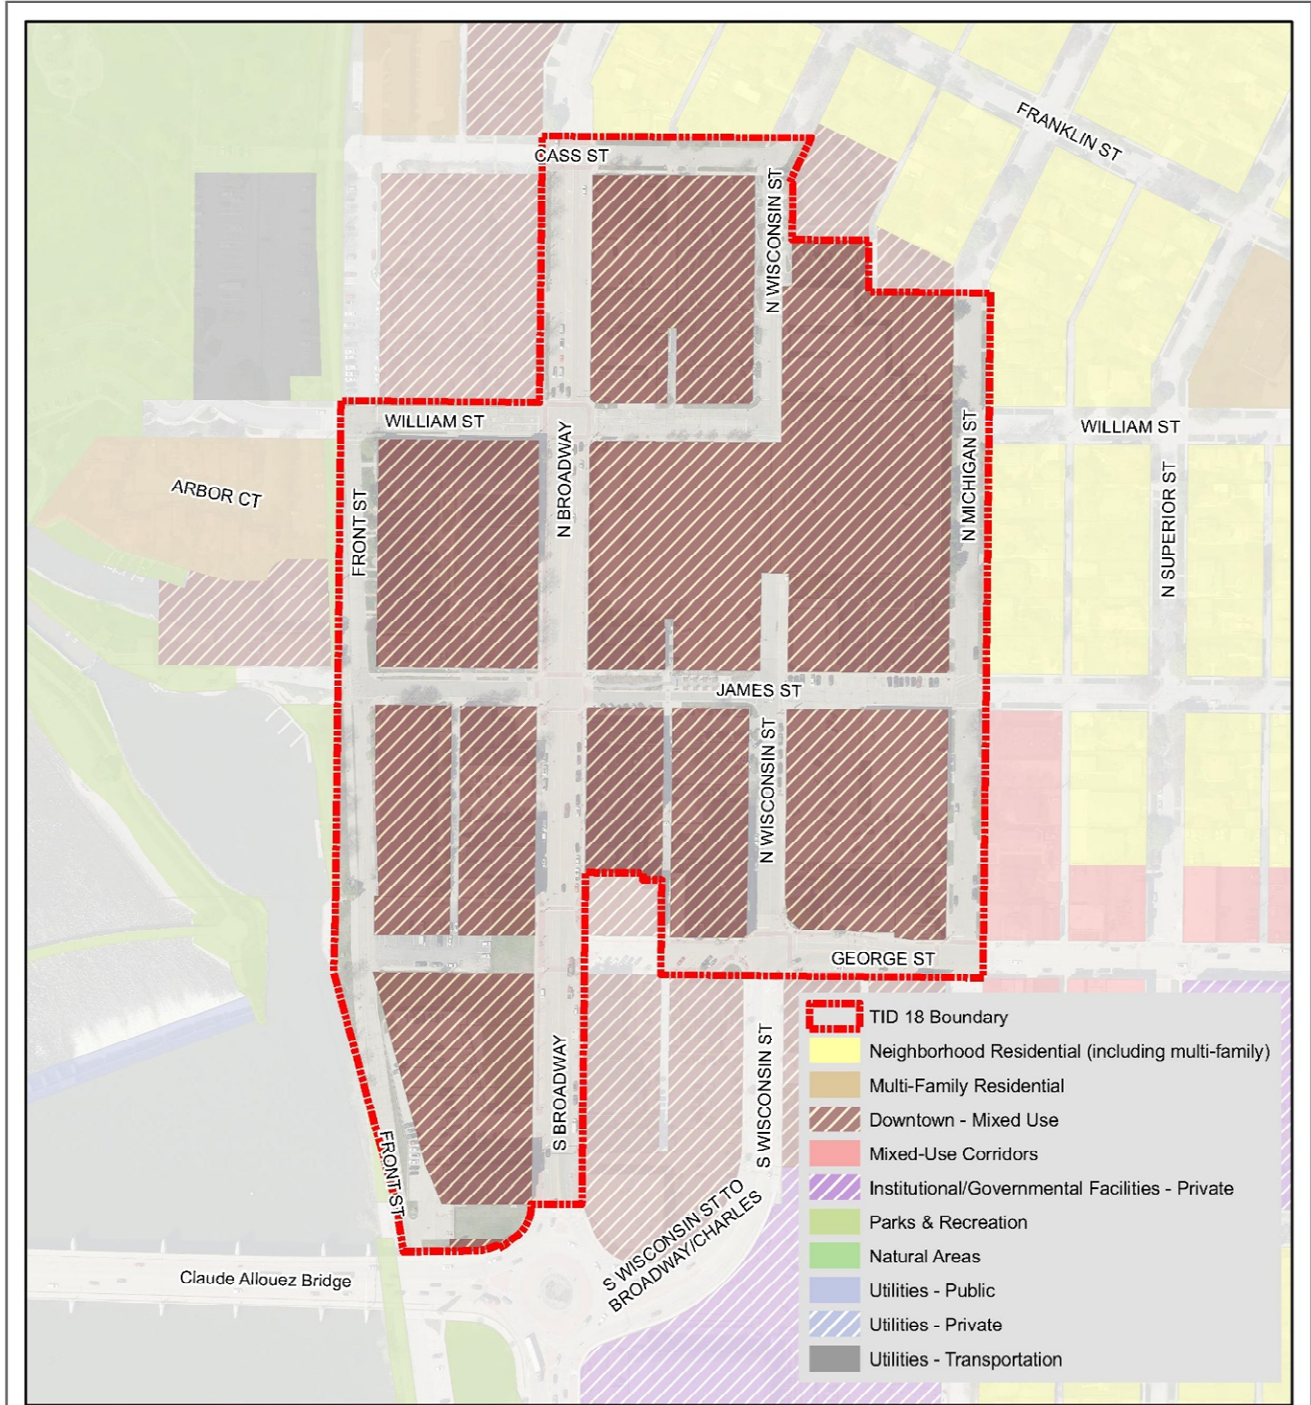 FRANKLIN ST
CASS ST
N WISCONSIN ST
WILLIAM ST
WILLIAM ST
ARBOR CT
FRONT ST
N BROADWAY
N MICHIGAN ST
N SUPERIOR ST
JAMES ST
N WISCONSIN ST
GEORGE ST
S BROADWAY
S WISCONSIN ST
FRONT ST
S WISCONSIN ST TO
BROADWAY/CHARLES
Claude Allouez Bridge
TID 18 Boundary
Neighborhood Residential (including multi-family)
Multi-Family Residential
Downtown - Mixed Use
Mixed-Use Corridors
Institutional/Governmental Facilities - Private
Parks & Recreation
Natural Areas
Utilities - Public
Utilities - Private
Utilities - Transportation